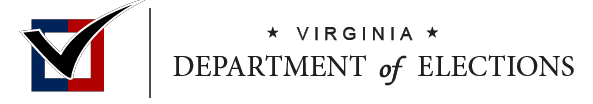 ★ VIRGINIA ★
DEPARTMENT of ELECTIONS